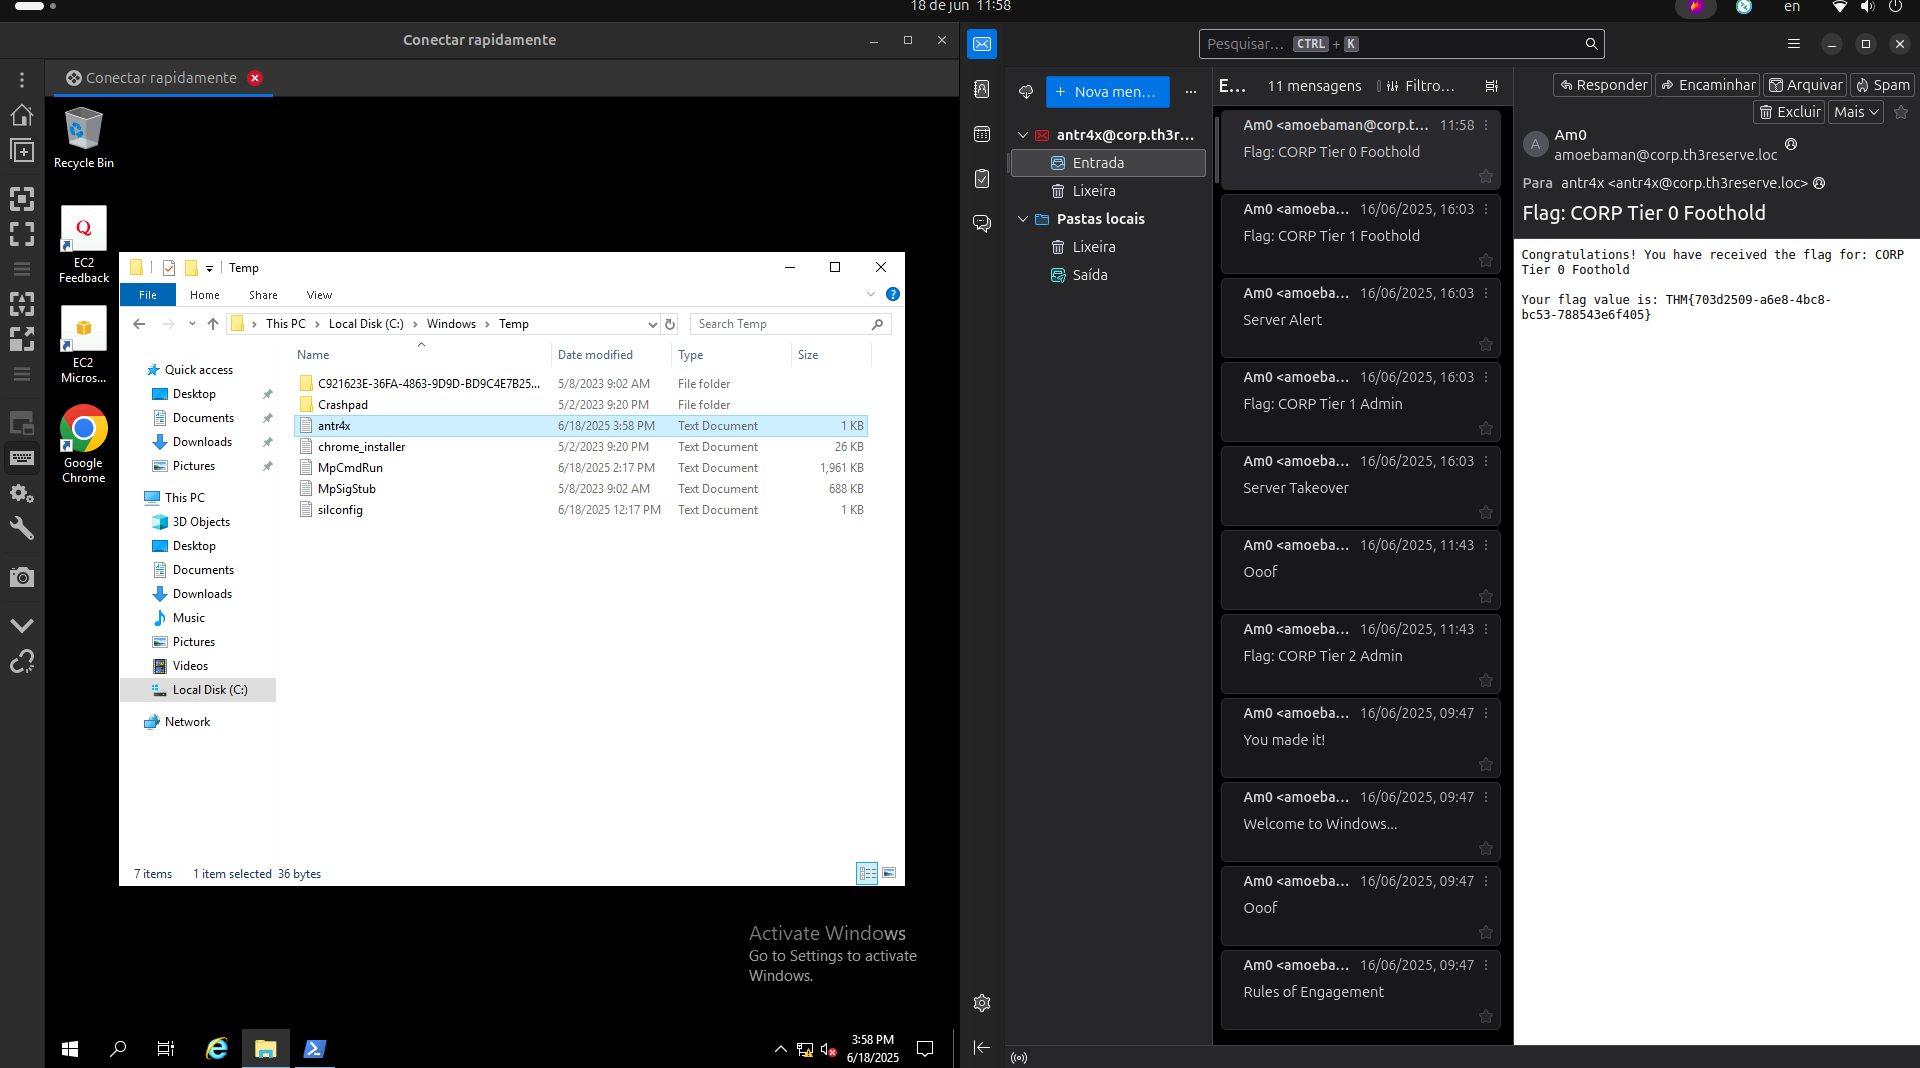 18 de jun 11:58
en
Conectar rapidamente
Conectar rapidamente
Recycle Bin
EC2
Feedback
EC2
Micros...
Google
Chrome
Temp
File
Home
Share
View
This PC
Local Disk (C:)
Windows
Temp
Search Temp
Name
Date modified
Type
Size
Quick access
Desktop
Documents
Downloads
Pictures
This PC
3D Objects
Desktop
Documents
Downloads
Music
Pictures
Videos
Local Disk (C:)
Network
C921623E-36FA-4863-9D9D-BD9C4E7B25... 5/8/2023 9:02 AM File folder
Crashpad 5/2/2023 9:20 PM File folder
antr4x 6/18/2025 3:58 PM Text Document 1 KB
chrome_installer 5/2/2023 9:20 PM Text Document 26 KB
MpCmdRun 6/18/2025 2:17 PM Text Document 1,961 KB
MpSigStub 5/8/2023 9:02 AM Text Document 688 KB
silconfig 6/18/2025 12:17 PM Text Document 1 KB
7 items 1 item selected 36 bytes
Activate Windows
Go to Settings to activate
Windows.
3:58 PM
6/18/2025
Pesquisar... CTRL + K
+ Nova men...
antr4x@corp.th3r...
Entrada
Lixeira
Pastas locais
Lixeira
Saída
E... 11 mensagens Filtro...
Am0 <amoebaman@corp.t... 11:58
Flag: CORP Tier 0 Foothold
Am0 <amoeba... 16/06/2025, 16:03
Flag: CORP Tier 1 Foothold
Am0 <amoeba... 16/06/2025, 16:03
Server Alert
Am0 <amoeba... 16/06/2025, 16:03
Flag: CORP Tier 1 Admin
Am0 <amoeba... 16/06/2025, 16:03
Server Takeover
Am0 <amoeba... 16/06/2025, 11:43
Ooof
Am0 <amoeba... 16/06/2025, 11:43
Flag: CORP Tier 2 Admin
Am0 <amoeba... 16/06/2025, 09:47
You made it!
Am0 <amoeba... 16/06/2025, 09:47
Welcome to Windows...
Am0 <amoeba... 16/06/2025, 09:47
Ooof
Am0 <amoeba... 16/06/2025, 09:47
Rules of Engagement
Responder Encaminhar Arquivar Spam
Excluir Mais
A
Am0
amoebaman@corp.th3reserve.loc
Para antr4x <antr4x@corp.th3reserve.loc>
Flag: CORP Tier 0 Foothold
Congratulations! You have received the flag for: CORP
Tier 0 Foothold
Your flag value is: THM{703d2509-a6e8-4bc8-
bc53-788543e6f405}